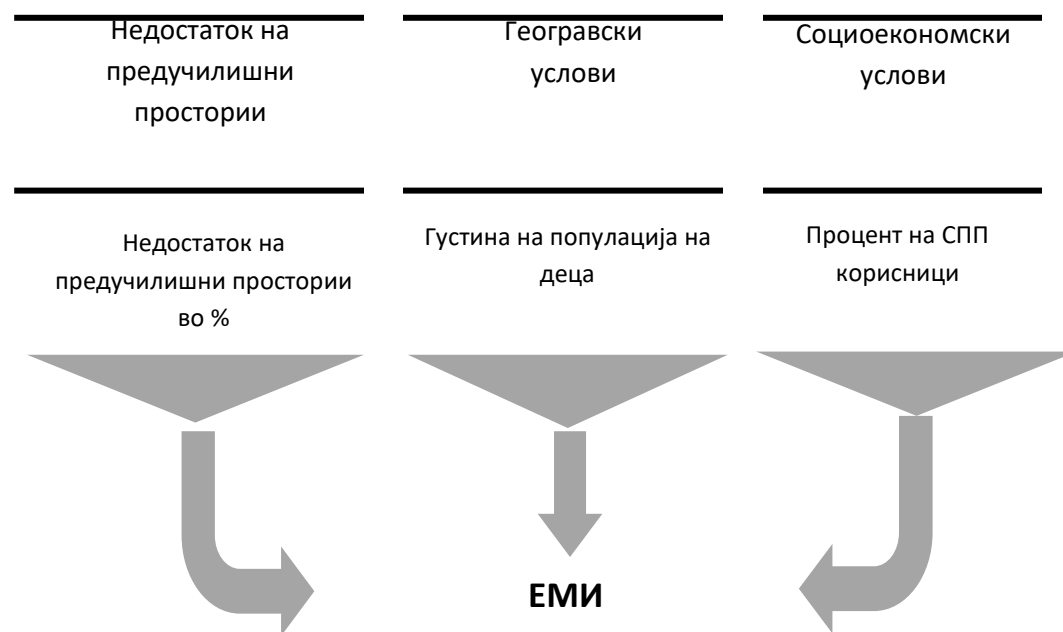 Недостаток на
предучилишни
простории
Геогравски
услови
Социоекономски
услови
Недостаток на
предучилишни простории
во %
Густина на популација на
деца
Процент на СПП
корисници
ЕМИ